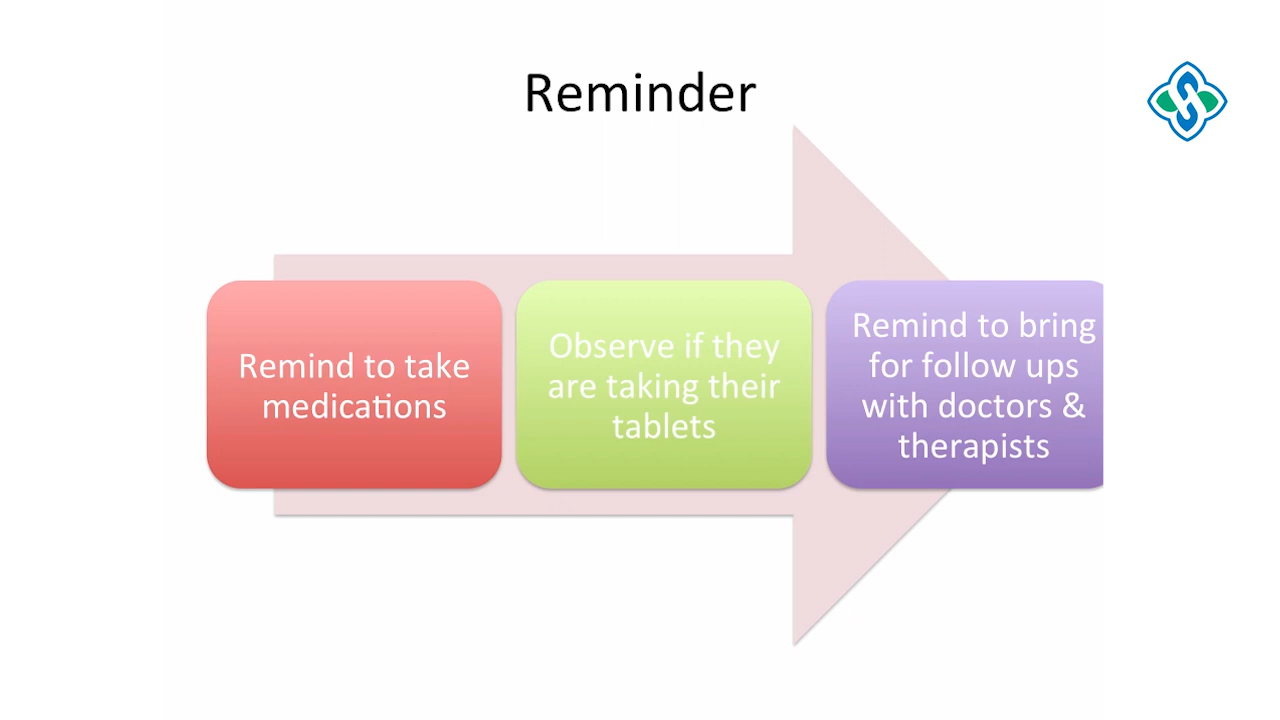 Reminder
Remind to take
medications
Observe if they
are taking their
tablets
Remind to bring
for follow ups
with doctors &
therapists